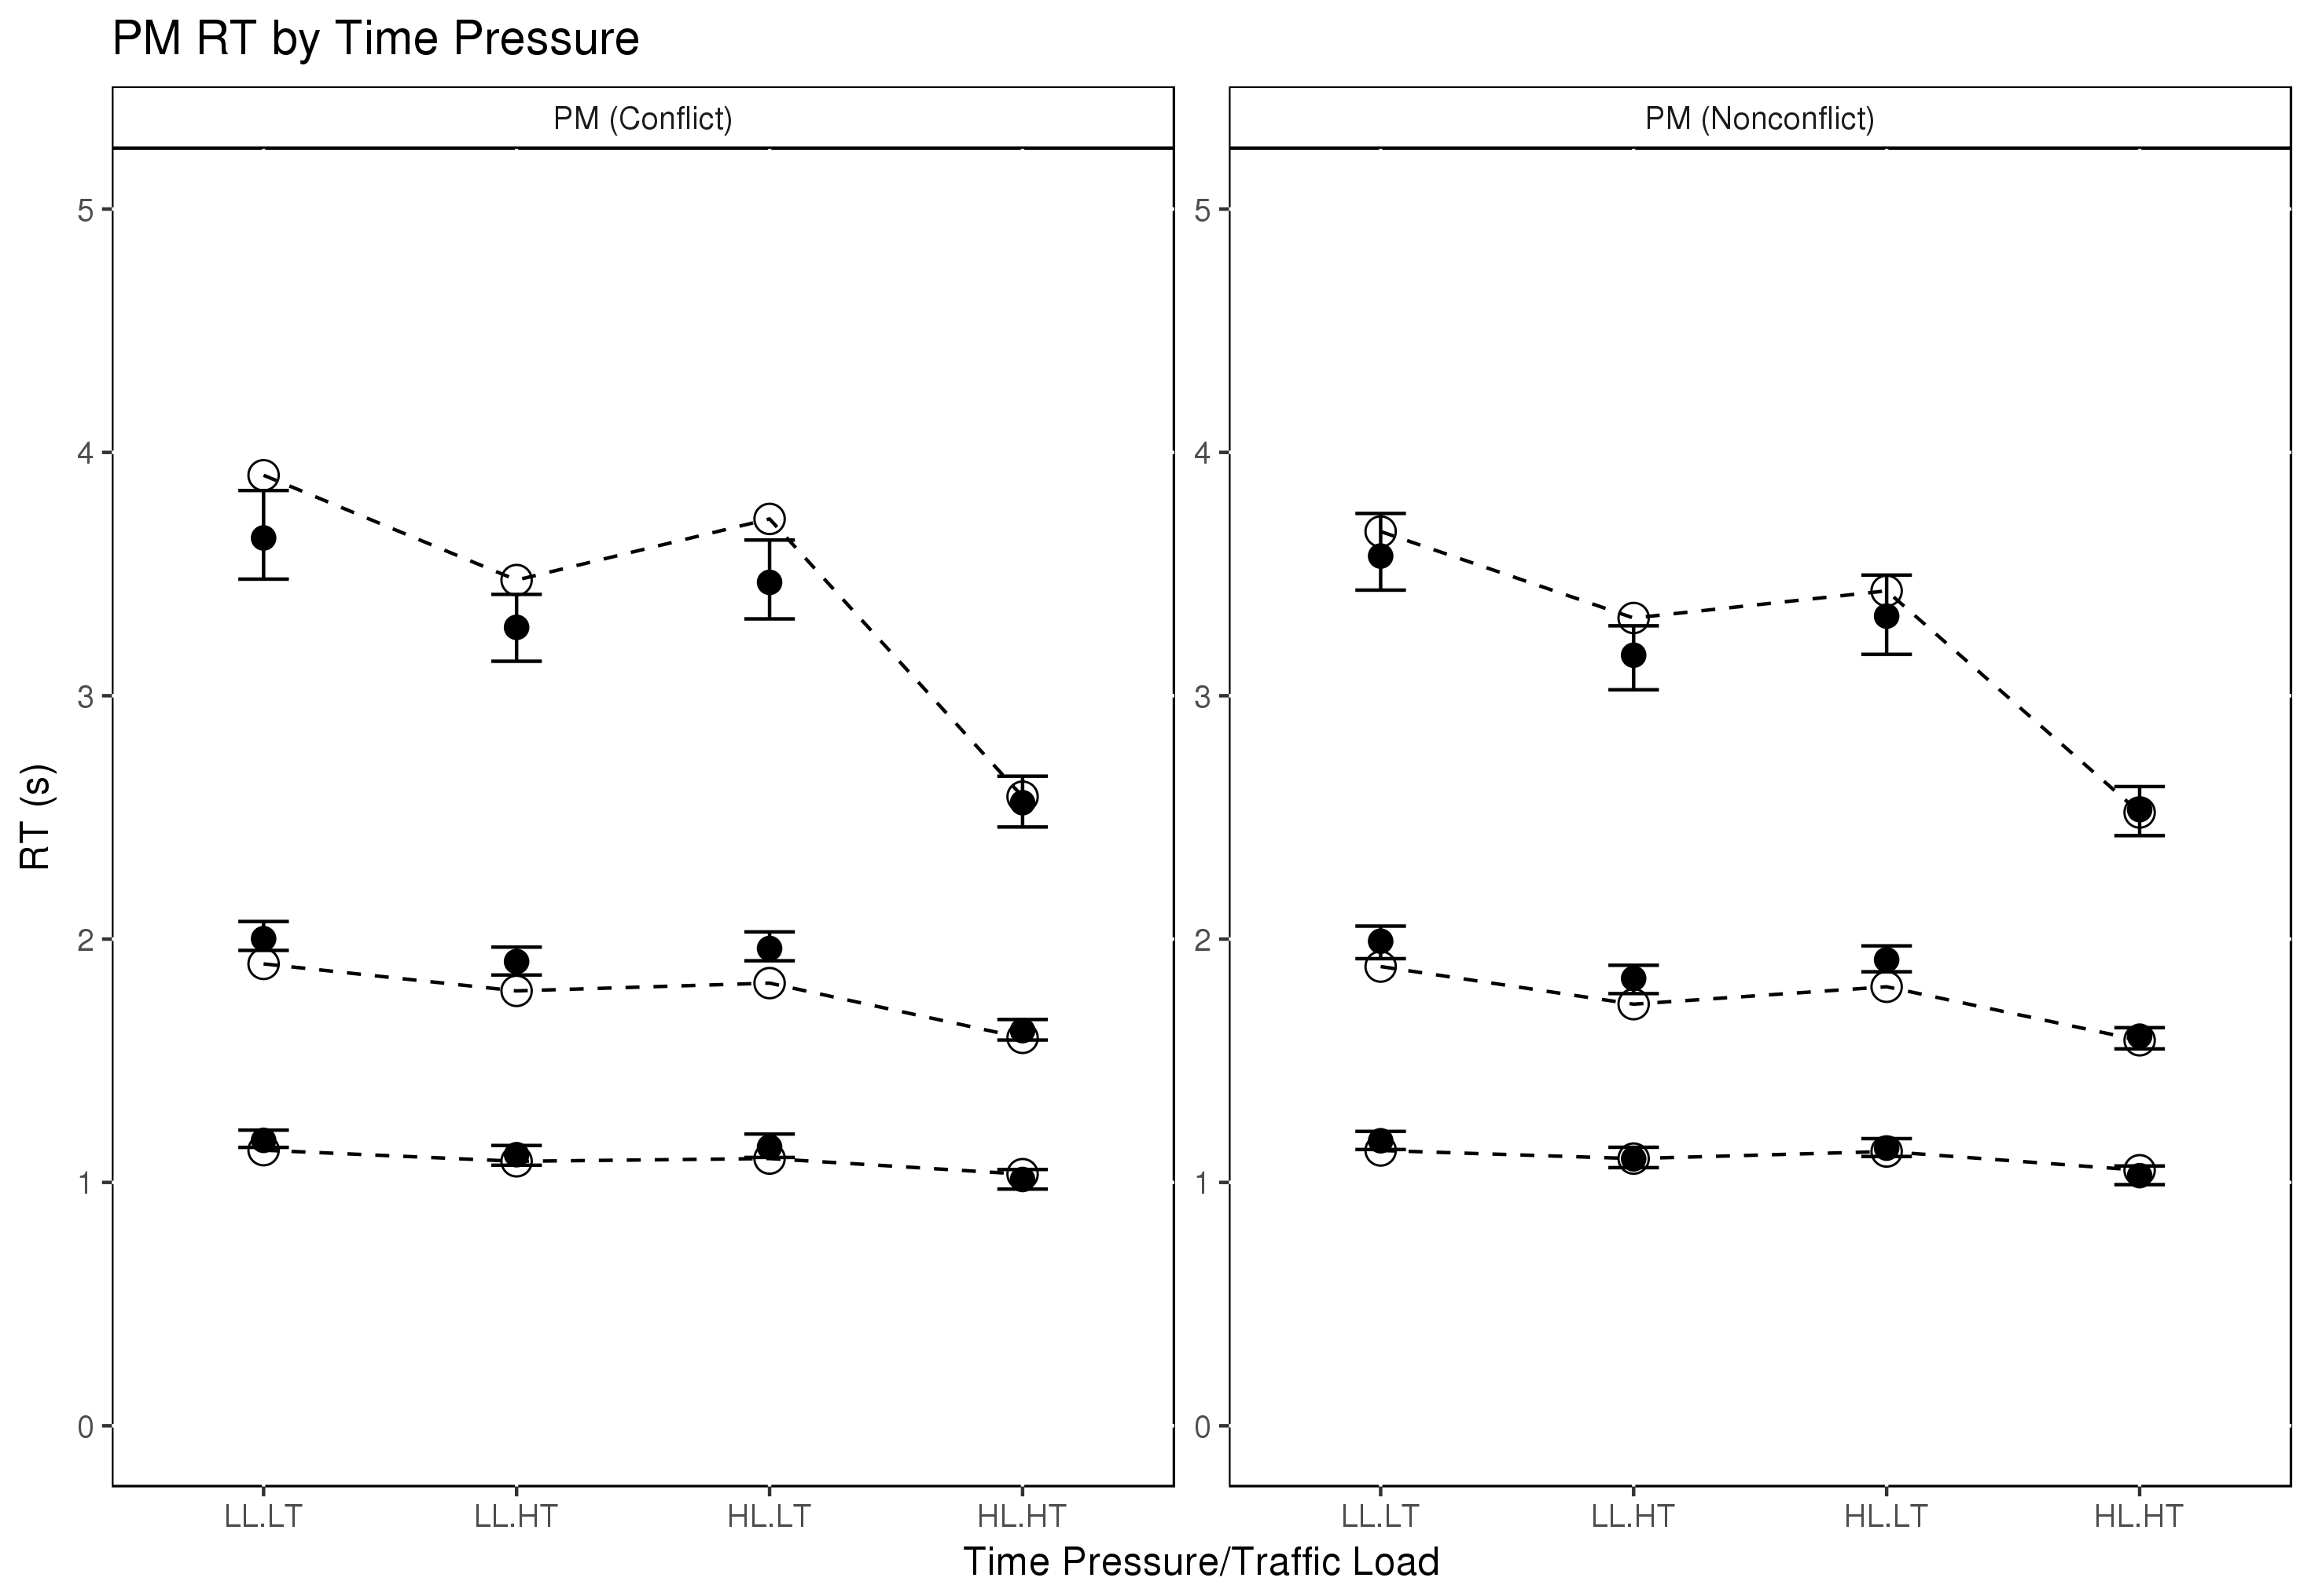 PM RT by Time Pressure
PM (Conflict)
PM (Nonconflict)
RT (s)
5
4
3
2
1
0
5
4
3
2
1
0
LL.LT LL.HT HL.LT HL.HT
LL.LT LL.HT HL.LT HL.HT
Time Pressure/Traffic Load